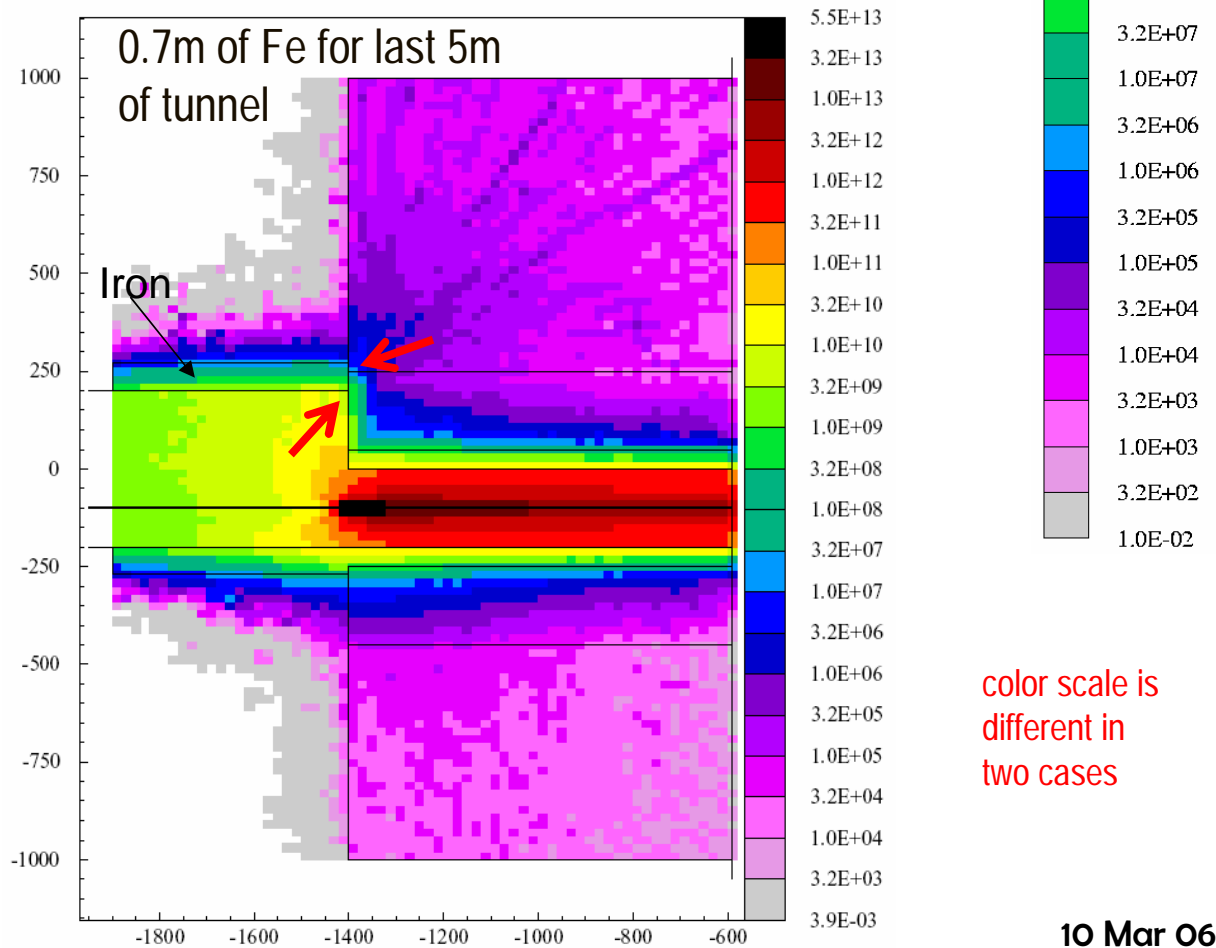 0.7m of Fe for last 5m
of tunnel
Iron
1000
750
500
250
0
-250
-500
-750
-1000
-1800
-1600
-1400
-1200
-1000
-800
-600
5.5E+13
3.2E+13
1.0E+13
3.2E+12
1.0E+12
3.2E+11
1.0E+11
3.2E+10
1.0E+10
3.2E+09
1.0E+09
3.2E+08
1.0E+08
3.2E+07
1.0E+07
3.2E+06
1.0E+06
3.2E+05
1.0E+05
3.2E+04
1.0E+04
3.2E+03
3.9E-03
3.2E+07
1.0E+07
3.2E+06
1.0E+06
3.2E+05
1.0E+05
3.2E+04
1.0E+04
3.2E+03
1.0E+03
3.2E+02
1.0E-02
color scale is
different in
two cases
10 Mar 06